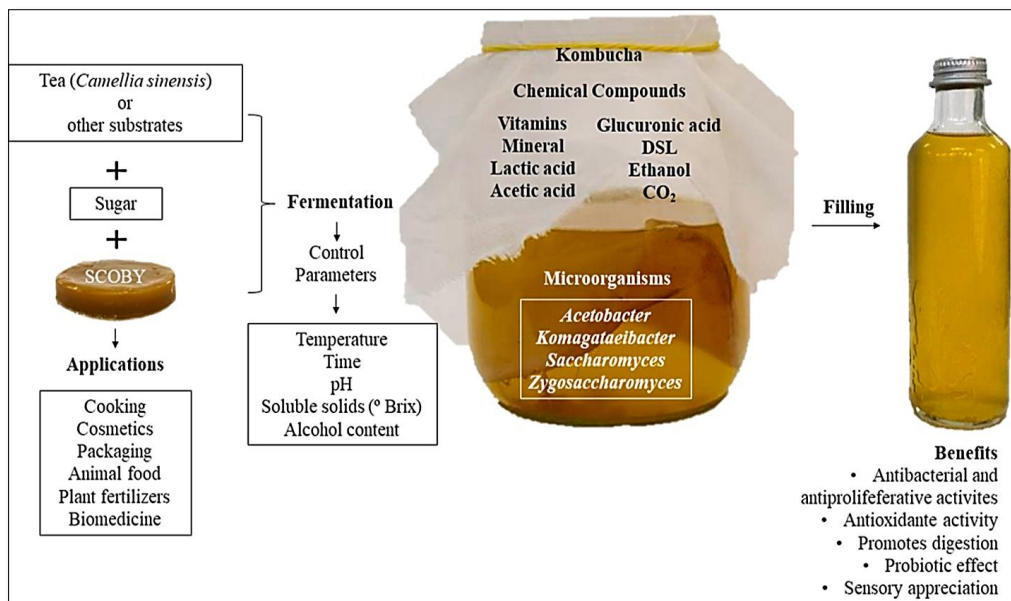 Tea (Camellia sinensis)
or
other substrates
+
Sugar
+
SCOBY
Applications
Cooking
Cosmetics
Packaging
Animal food
Plant fertilizers
Biomedicine
Fermentation
Control
Parameters
Temperature
Time
pH
Soluble solids (º Brix)
Alcohol content
Kombucha
Chemical Compounds
Vitamins Glucuronic acid
Mineral DSL
Lactic acid Ethanol
Acetic acid CO₂
Microorganisms
Acetobacter
Komagataeibacter
Saccharomyces
Zygosaccharomyces
Filling
Benefits
• Antibacterial and
antiproliferative activites
• Antioxidante activity
• Promotes digestion
• Probiotic effect
• Sensory appreciation